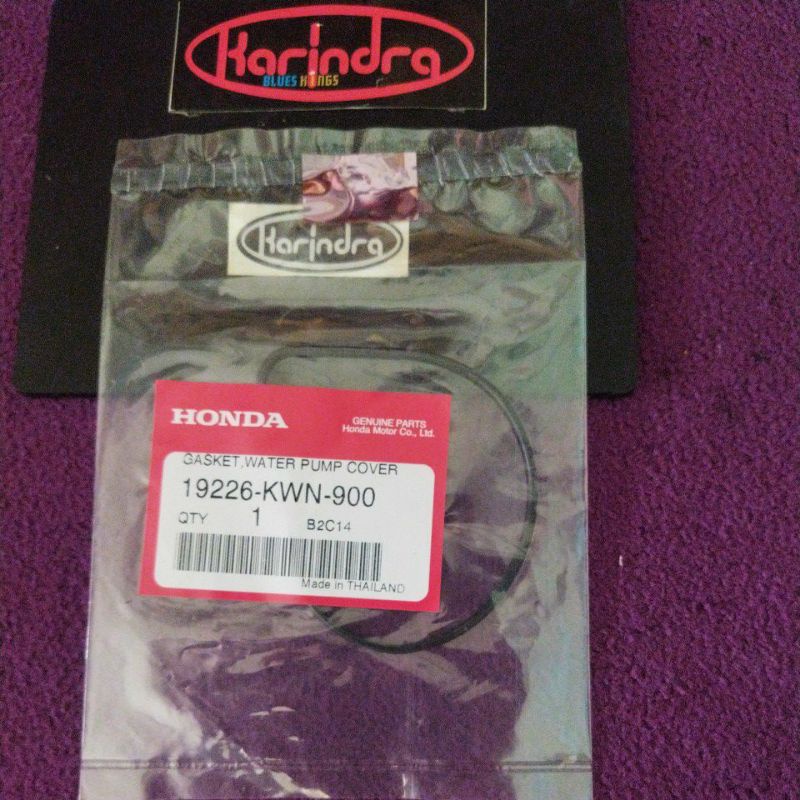 Karindra
BLUES KINGS
Karindra
HONDA
GENUINE PARTS
Honda Motor Co., Ltd.
GASKET,WATER PUMP COVER
19226-KWN-900
QTY 1 B2C14
Made in THAILAND